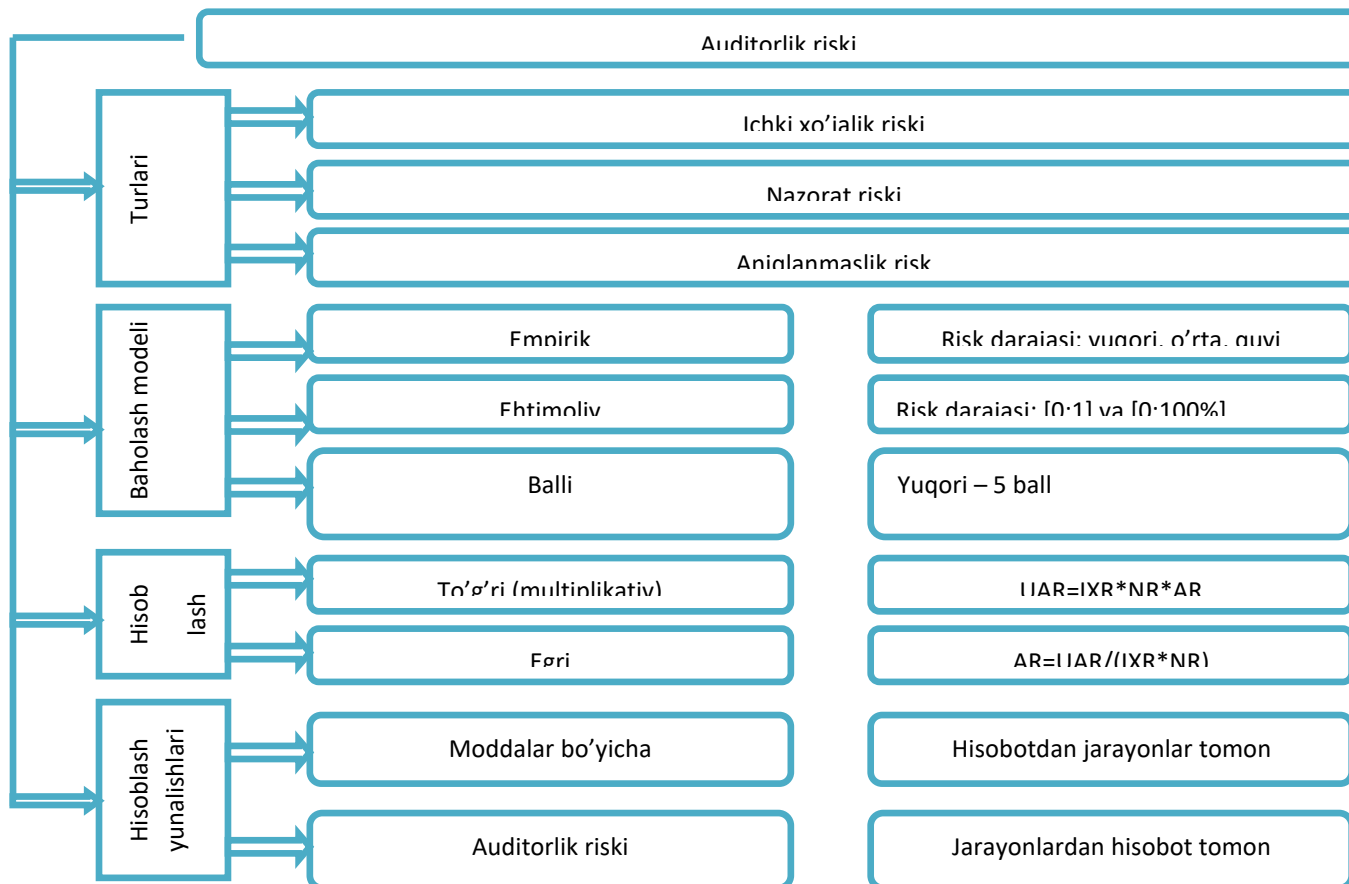 Auditorlik riski
Turlari
Ichki xo’jalik riski
Nazorat riski
Aniqlanmaslik risk
Baholash modeli
Empirik
Risk darajasi: yuqori, o’rta, quyi
Ehtimoliy
Risk darajasi: [0;1] va [0;100%]
Balli
Yuqori – 5 ball
Hisob
lash
To’g’ri (multiplikativ)
UAR=IXR*NR*AR
Egri
AR=UAR/(IXR*NR)
Hisoblash
yunalishlari
Moddalar bo’yicha
Hisobotdan jarayonlar tomon
Auditorlik riski
Jarayonlardan hisobot tomon